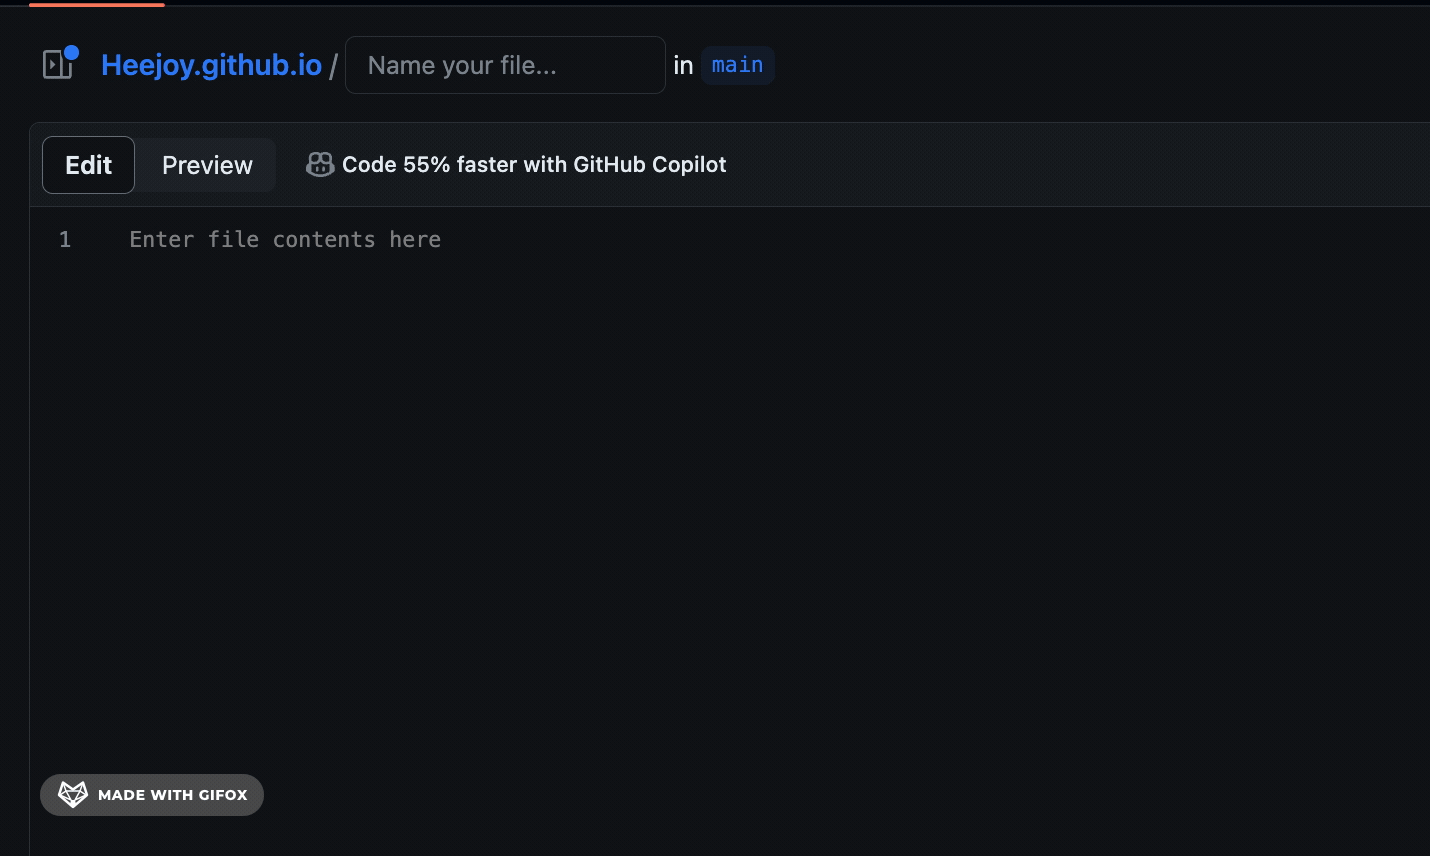 Heejoy.github.io / Name your file... in main
Edit Preview Code 55% faster with GitHub Copilot
1 Enter file contents here
MADE WITH GIFOX